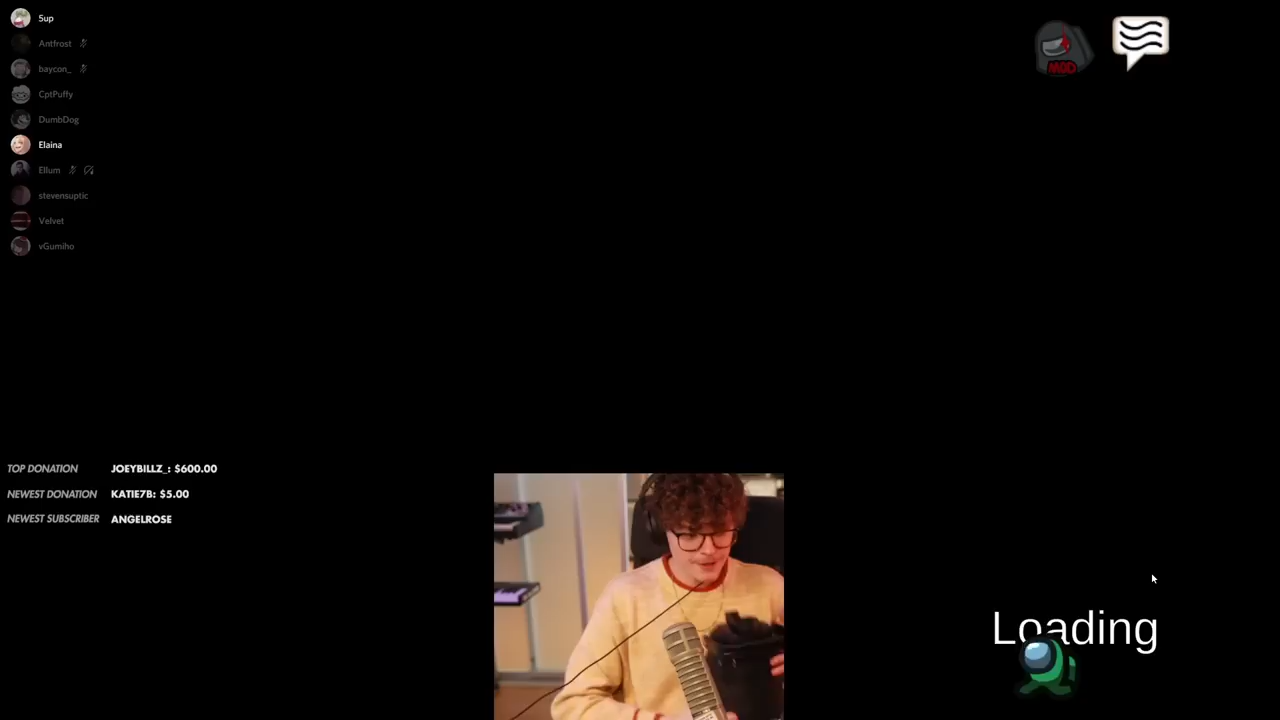 Sup
Antfrost
baycon_
CptPuffy
DumbDog
Elaina
Ellum
stevensuptic
Velvet
vGumiho
MOD
TOP DONATION JOEYBILLZ_: $600.00
NEWEST DONATION KATIE7B: $5.00
NEWEST SUBSCRIBER ANGELROSE
Loading